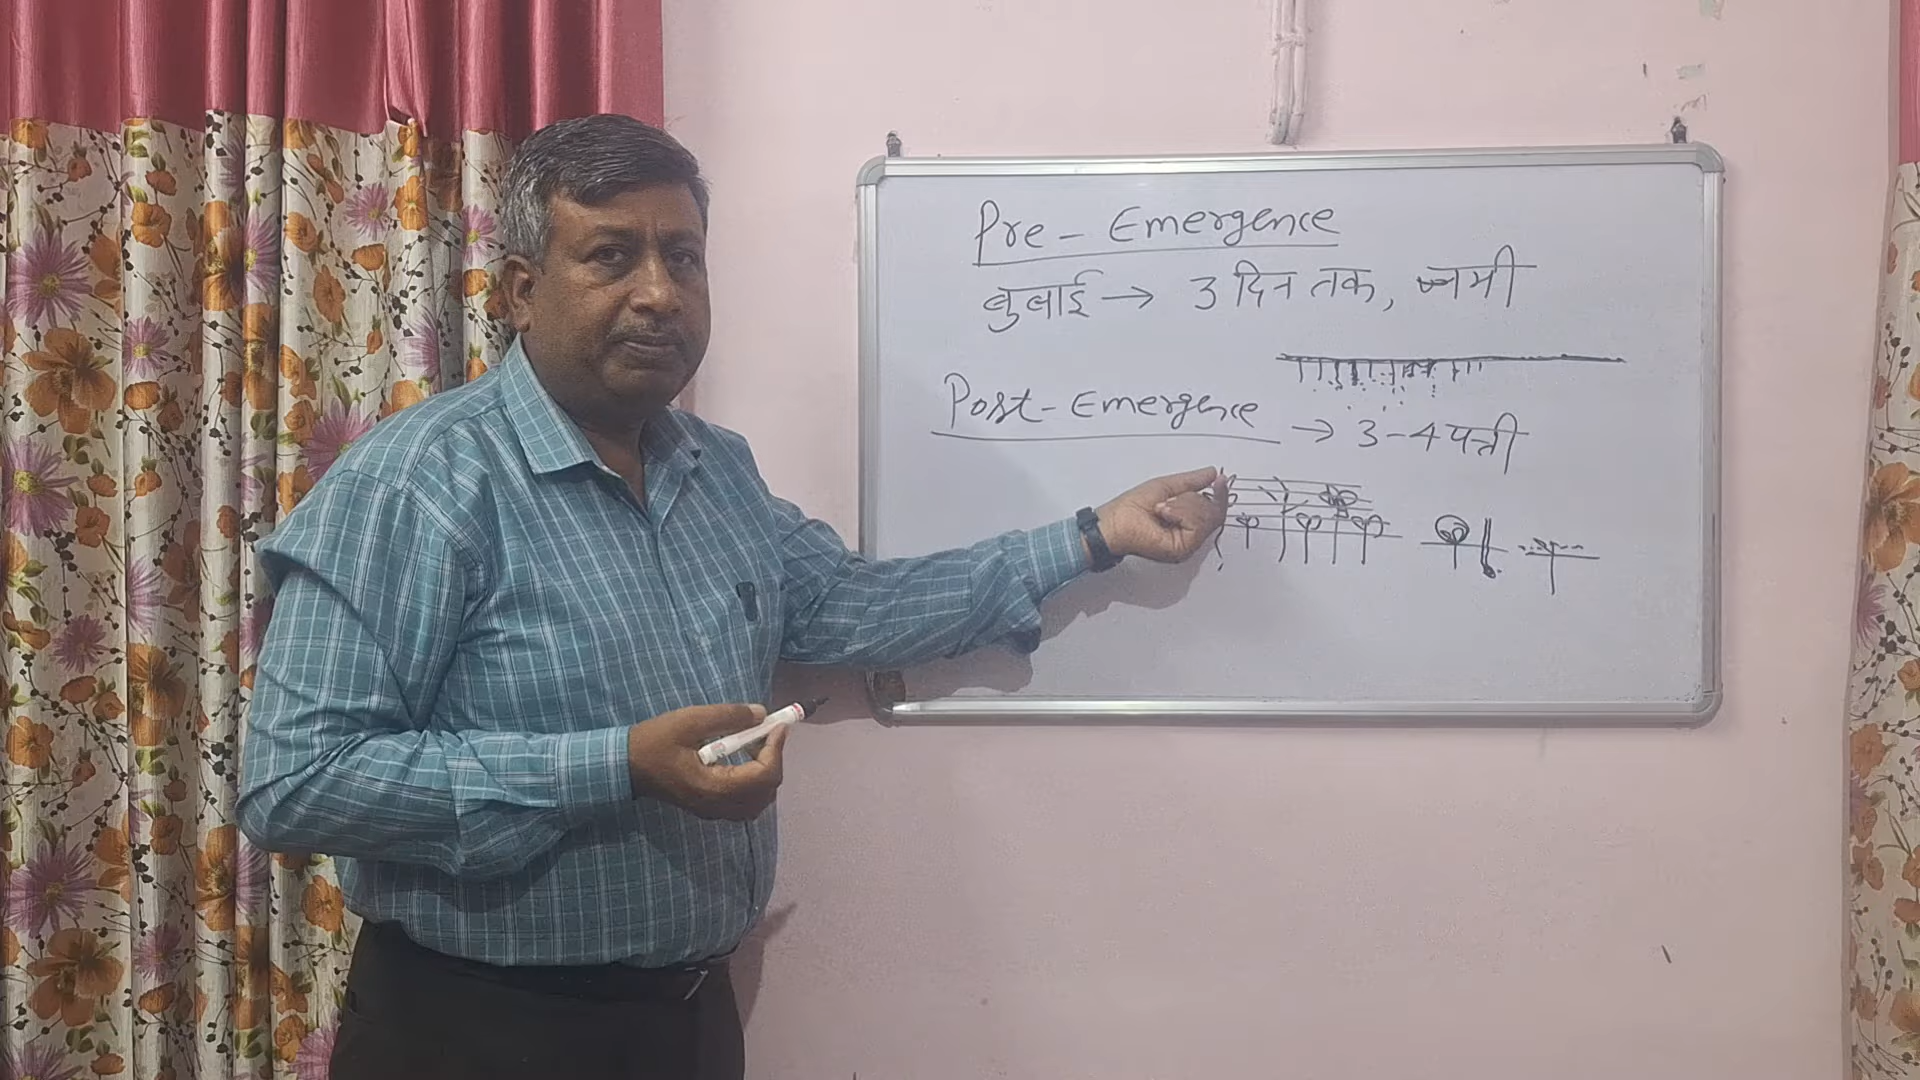 Pre - Emergence
बुवाई → 3 दिन तक, नमी
Post - Emergence → 3-4 पत्ती